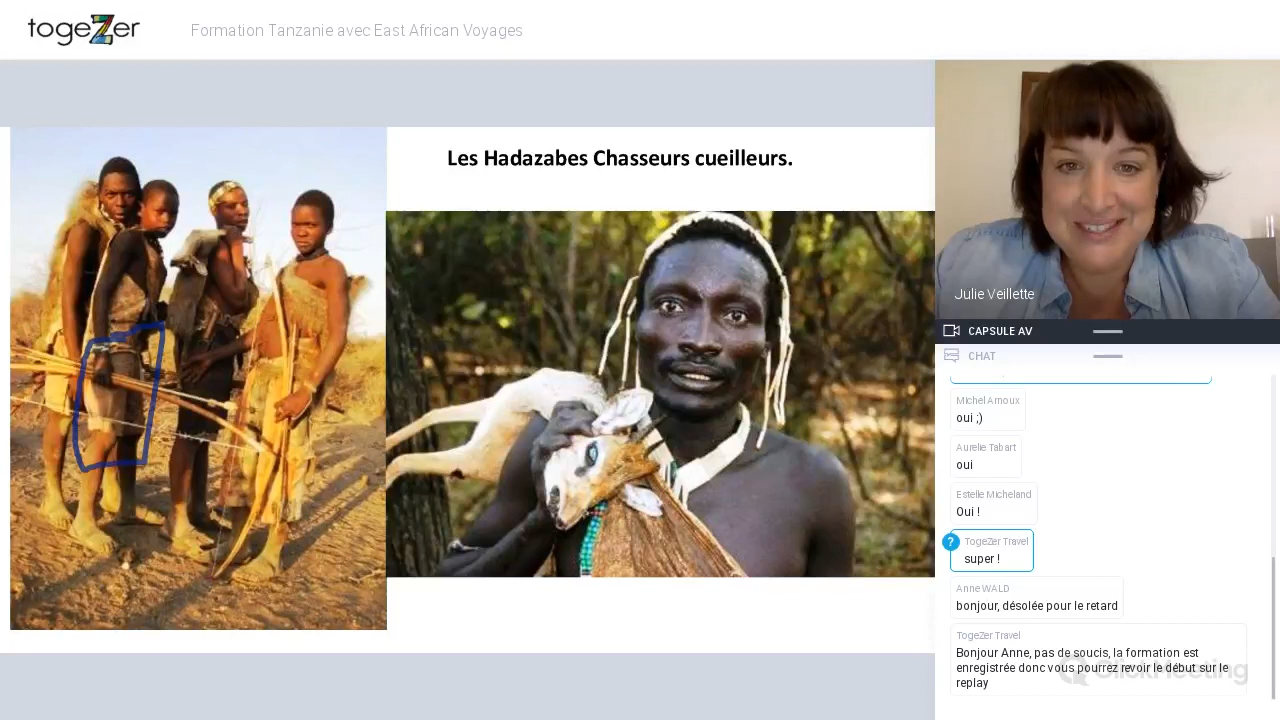 togeZer
Formation Tanzanie avec East African Voyages
Les Hadazabes Chasseurs cueilleurs.
Julie Veillette
CAPSULE AV
CHAT
Michel Arnoux
oui ;)
Aurelie Tabart
oui
Estelle Micheland
Oui !
?
TogeZer Travel
super !
Anne WALD
bonjour, désolée pour le retard
TogeZer Travel
Bonjour Anne, pas de soucis, la formation est
enregistrée donc vous pourrez revoir le début sur le
replay
ClickMeeting